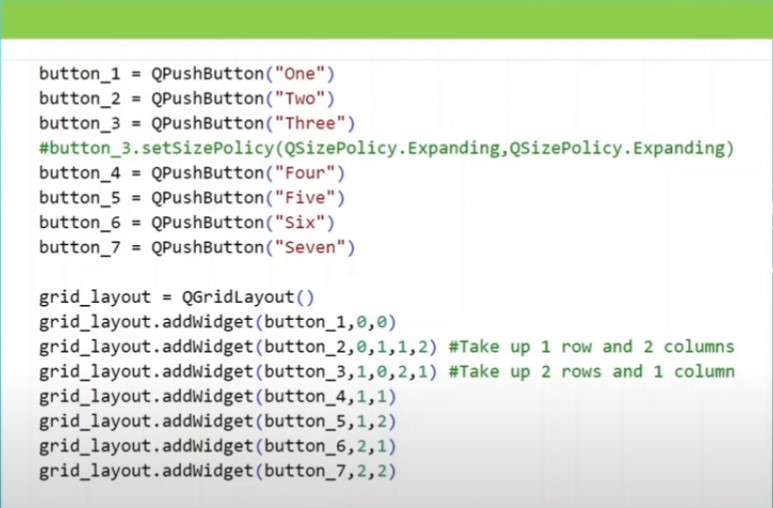 button_1 = QPushButton("One")
button_2 = QPushButton("Two")
button_3 = QPushButton("Three")
#button_3.setSizePolicy(QSizePolicy.Expanding,QSizePolicy.Expanding)
button_4 = QPushButton("Four")
button_5 = QPushButton("Five")
button_6 = QPushButton("Six")
button_7 = QPushButton("Seven")

grid_layout = QGridLayout()
grid_layout.addWidget(button_1,0,0)
grid_layout.addWidget(button_2,0,1,1,2) #Take up 1 row and 2 columns
grid_layout.addWidget(button_3,1,0,2,1) #Take up 2 rows and 1 column
grid_layout.addWidget(button_4,1,1)
grid_layout.addWidget(button_5,1,2)
grid_layout.addWidget(button_6,2,1)
grid_layout.addWidget(button_7,2,2)